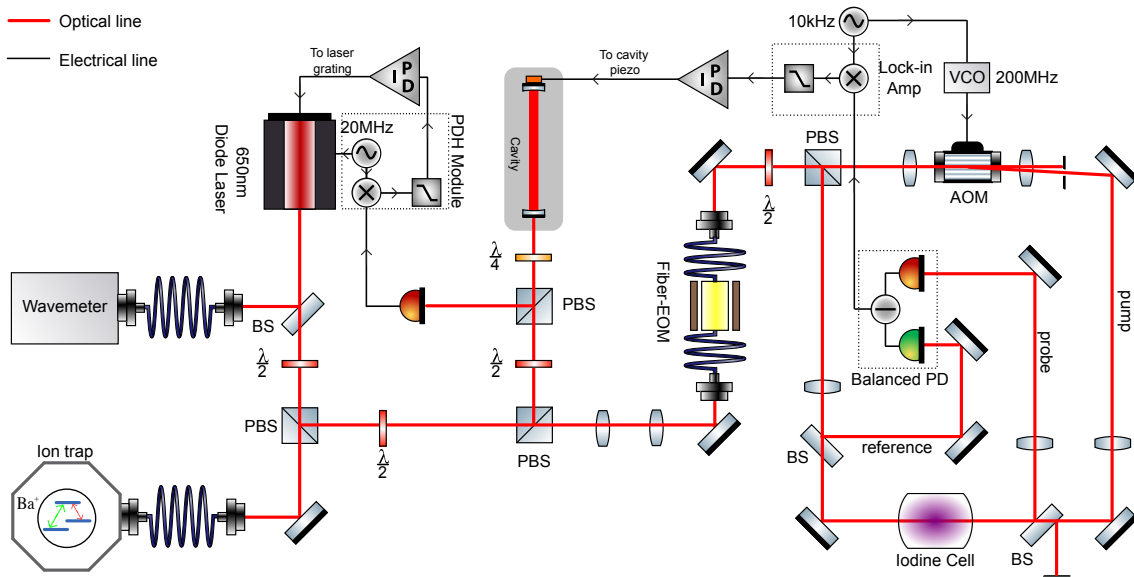 Optical line
Electrical line
To laser
grating
I
P
D
20MHz
PDH Module
650nm
Diode Laser
To cavity
piezo
I
P
D
10kHz
Lock-in
Amp
VCO
200MHz
Cavity
PBS
AOM
λ
2
λ
4
Wavemeter
BS
PBS
Fiber-EOM
pump
probe
λ
2
λ
2
Balanced PD
PBS
λ
2
PBS
BS
reference
Ion trap
Ba+
Iodine Cell
BS